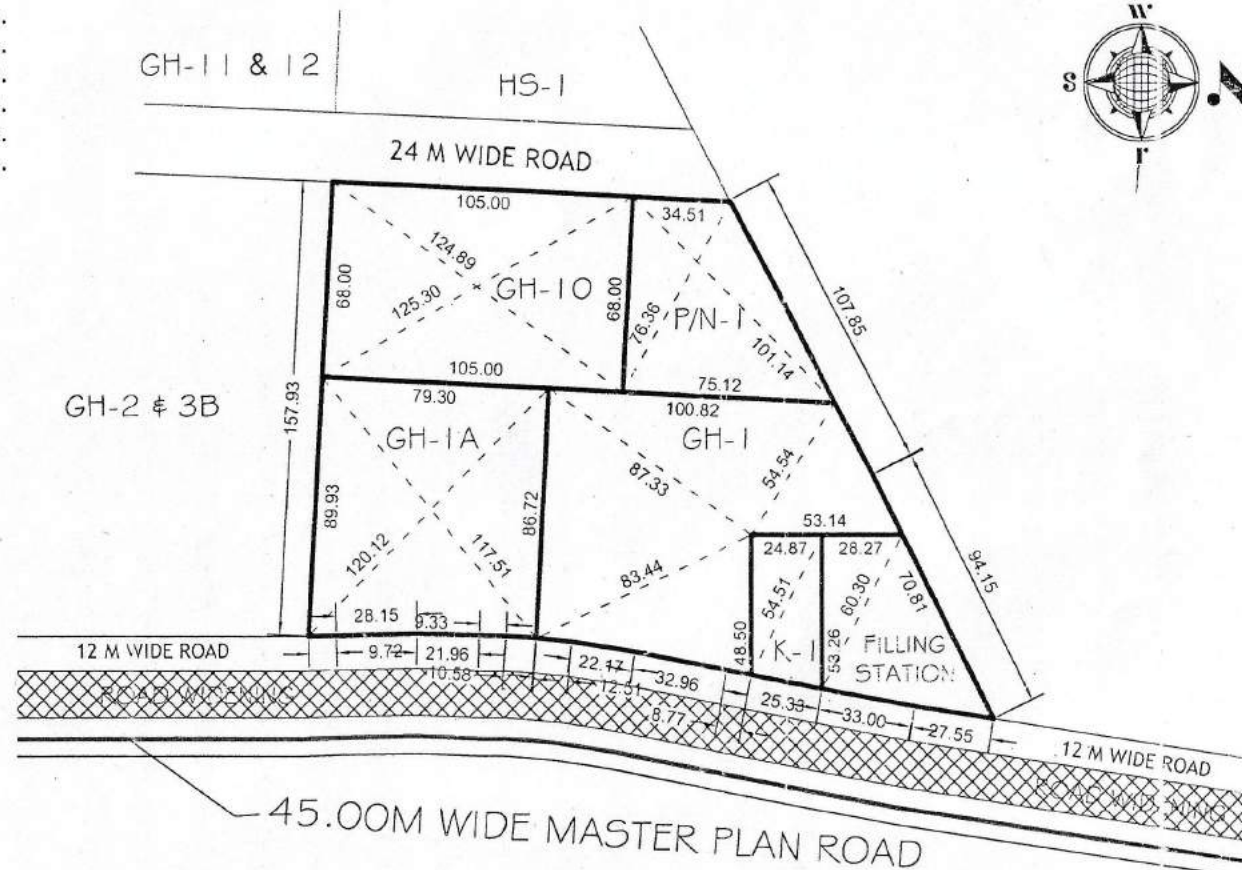 W
S
GH-11 & 12
HS-1
24 M WIDE ROAD
105.00
34.51
124.89
68.00
125.30
GH-10
68.00
76.36
P/N-1
101.14
107.85
105.00
75.12
79.30
100.82
157.93
GH-2 & 3B
GH-1A
GH-1
87.33
54.54
89.93
86.72
53.14
120.12
117.51
83.44
24.87
28.27
54.51
60.30
70.81
94.15
28.15
9.33
48.50
K-1
53.26
FILLING
STATION
12 M WIDE ROAD
9.72
21.96
10.58
22.17
12.51
32.96
8.77
25.33
33.00
27.55
12 M WIDE ROAD
ROAD WIDENING
ROAD WIDENING
45.00M WIDE MASTER PLAN ROAD